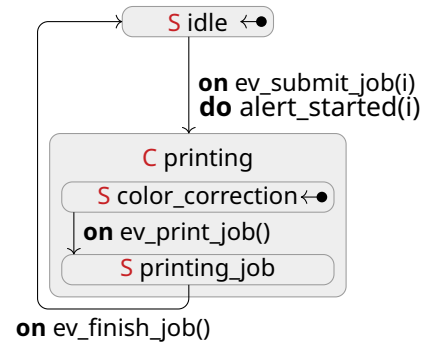 S idle
on ev_submit_job(i)
do alert_started(i)
C printing
S color_correction
on ev_print_job()
S printing_job
on ev_finish_job()